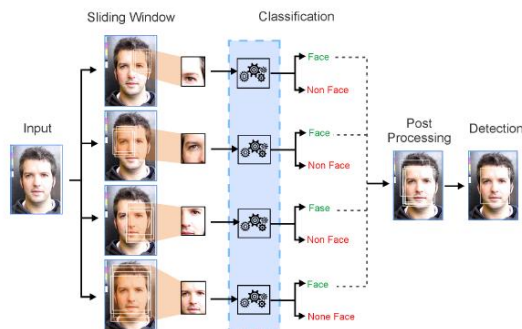 Sliding Window
Classification
Face
Non Face
Input
Face
Non Face
Post
Processing
Detection
Fase
Non Face
Face
None Face